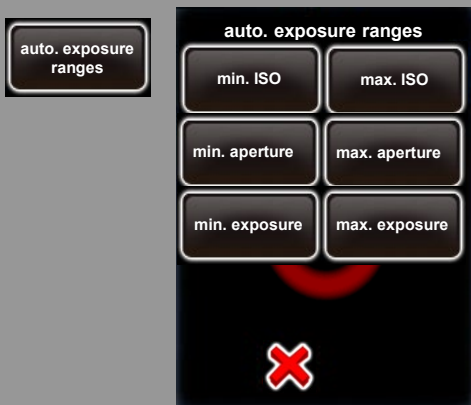 auto. exposure
ranges
auto. exposure ranges
min. ISO
max. ISO
min. aperture
max. aperture
min. exposure
max. exposure